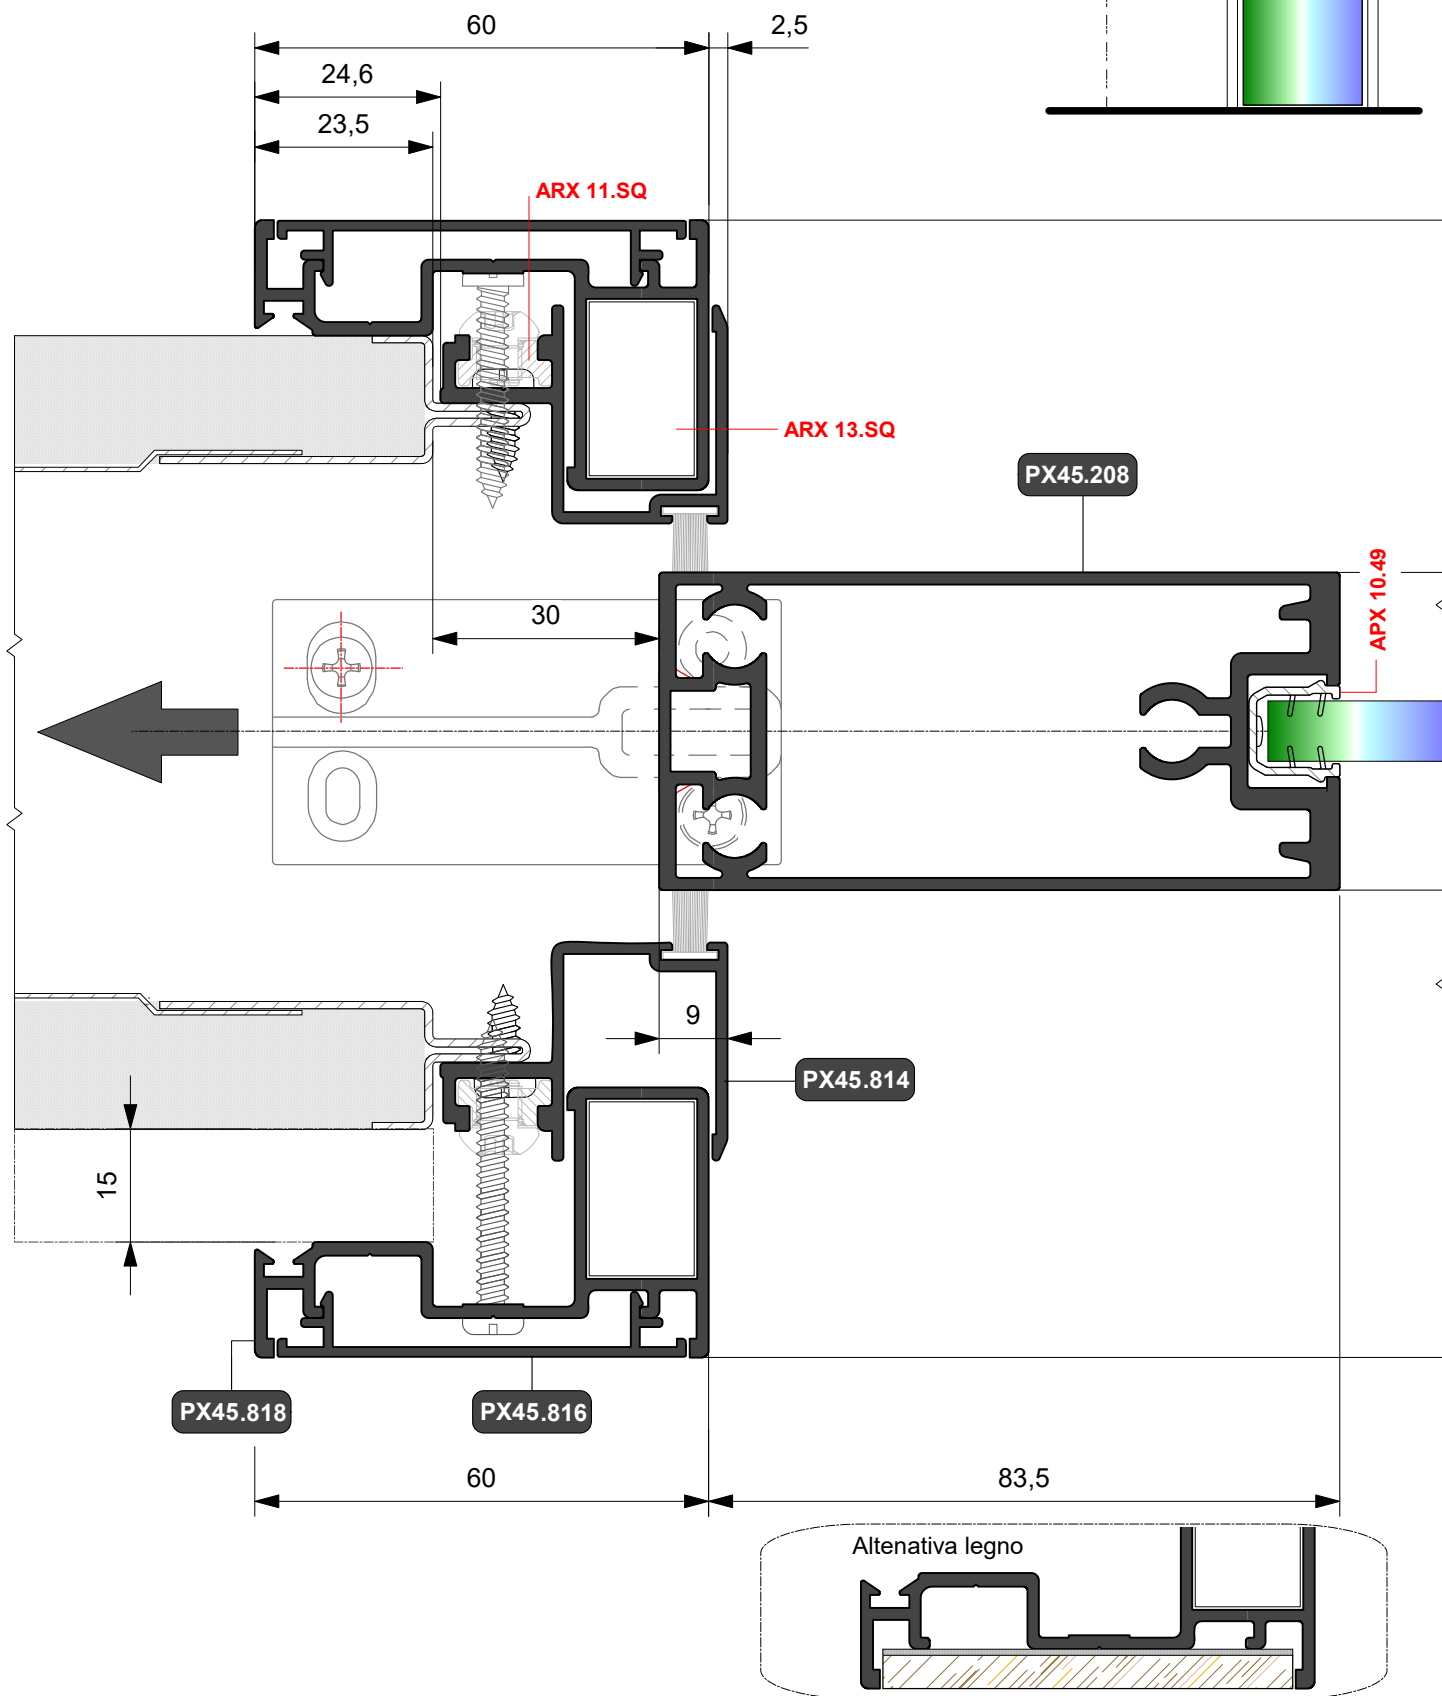 60
2,5
24,6
23,5
ARX 11.SQ
ARX 13.SQ
PX45.208
APX 10.49
30
9
PX45.814
15
PX45.818
PX45.816
60
83,5
Altenativa legno